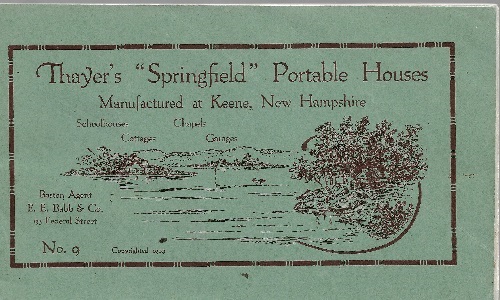 Thayer's "Springfield" Portable Houses
Manufactured at Keene, New Hampshire
Schoolhouses Chapels
Cottages Garages
Boston Agent
E. E. Babb & Co.
Federal Street
No. 9 Copyrighted